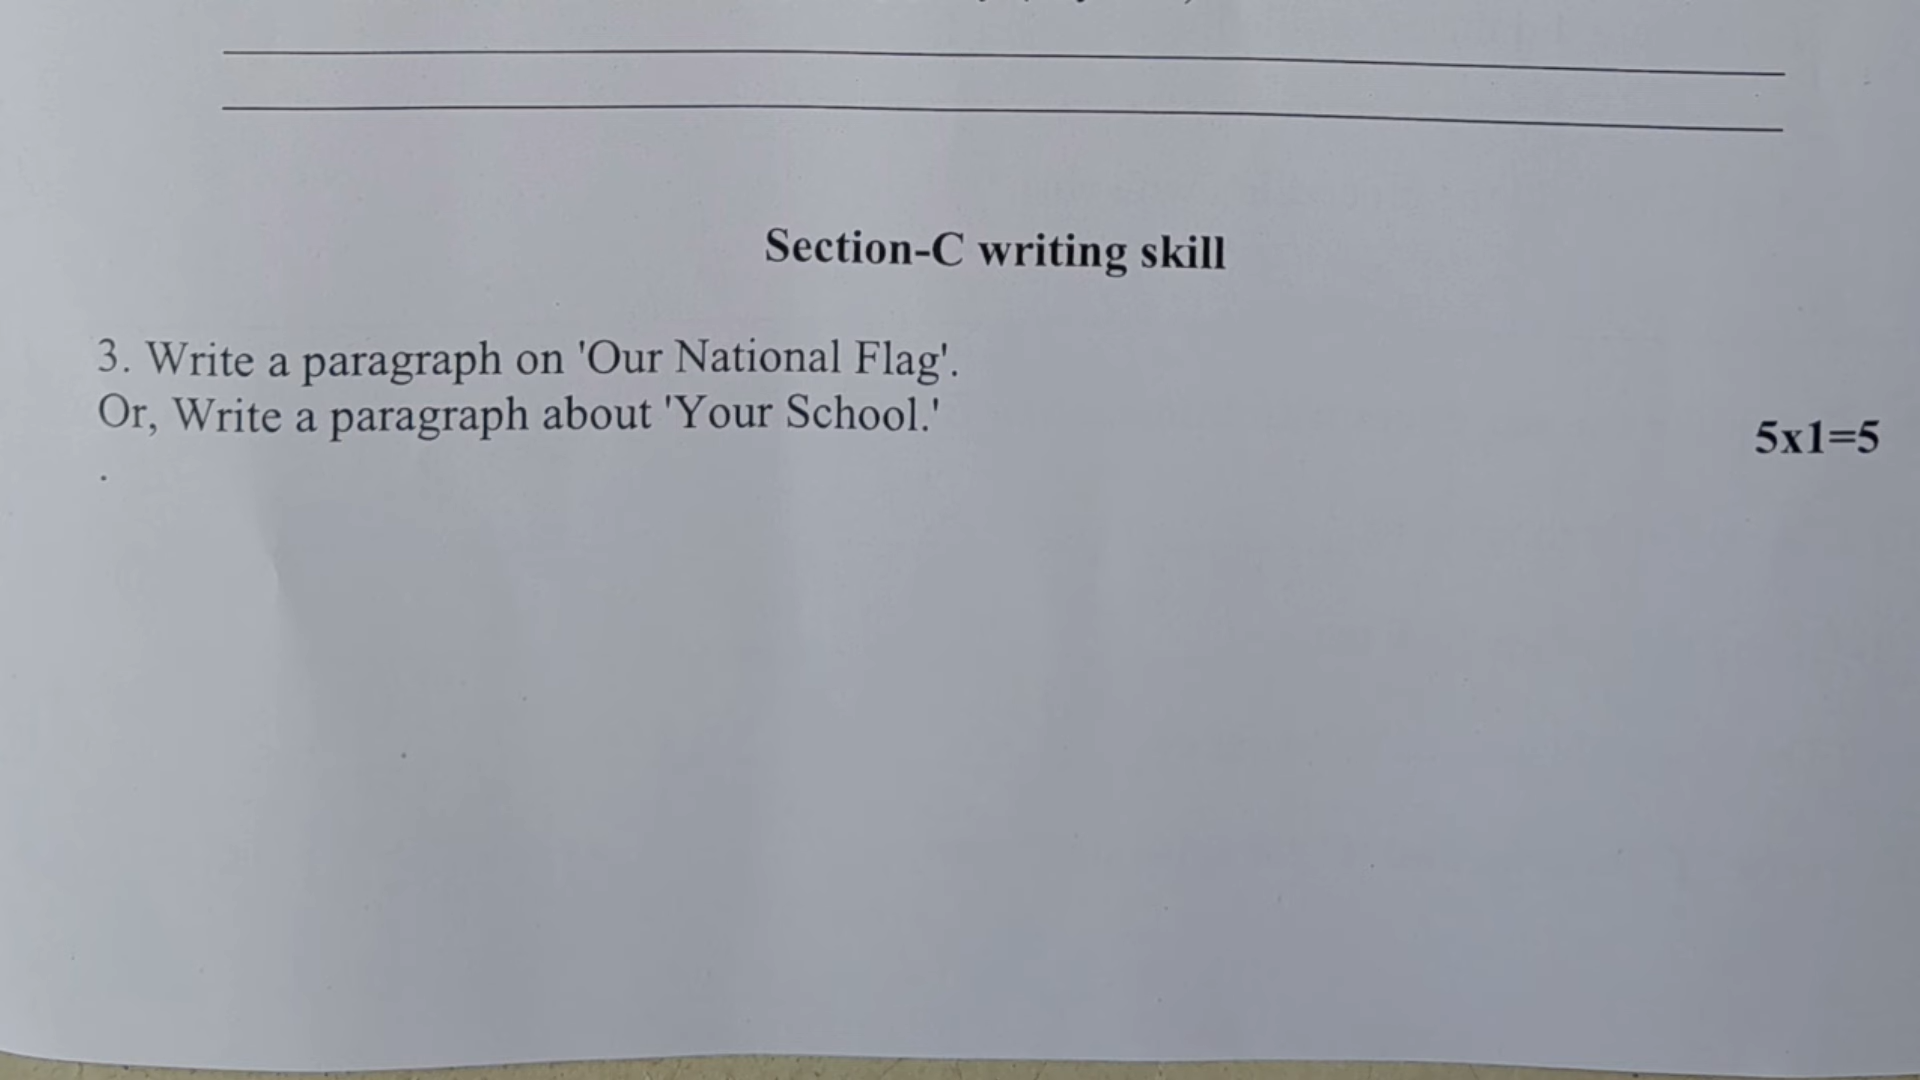 Section-C writing skill
3. Write a paragraph on 'Our National Flag'.
Or, Write a paragraph about 'Your School.'
5x1=5
.